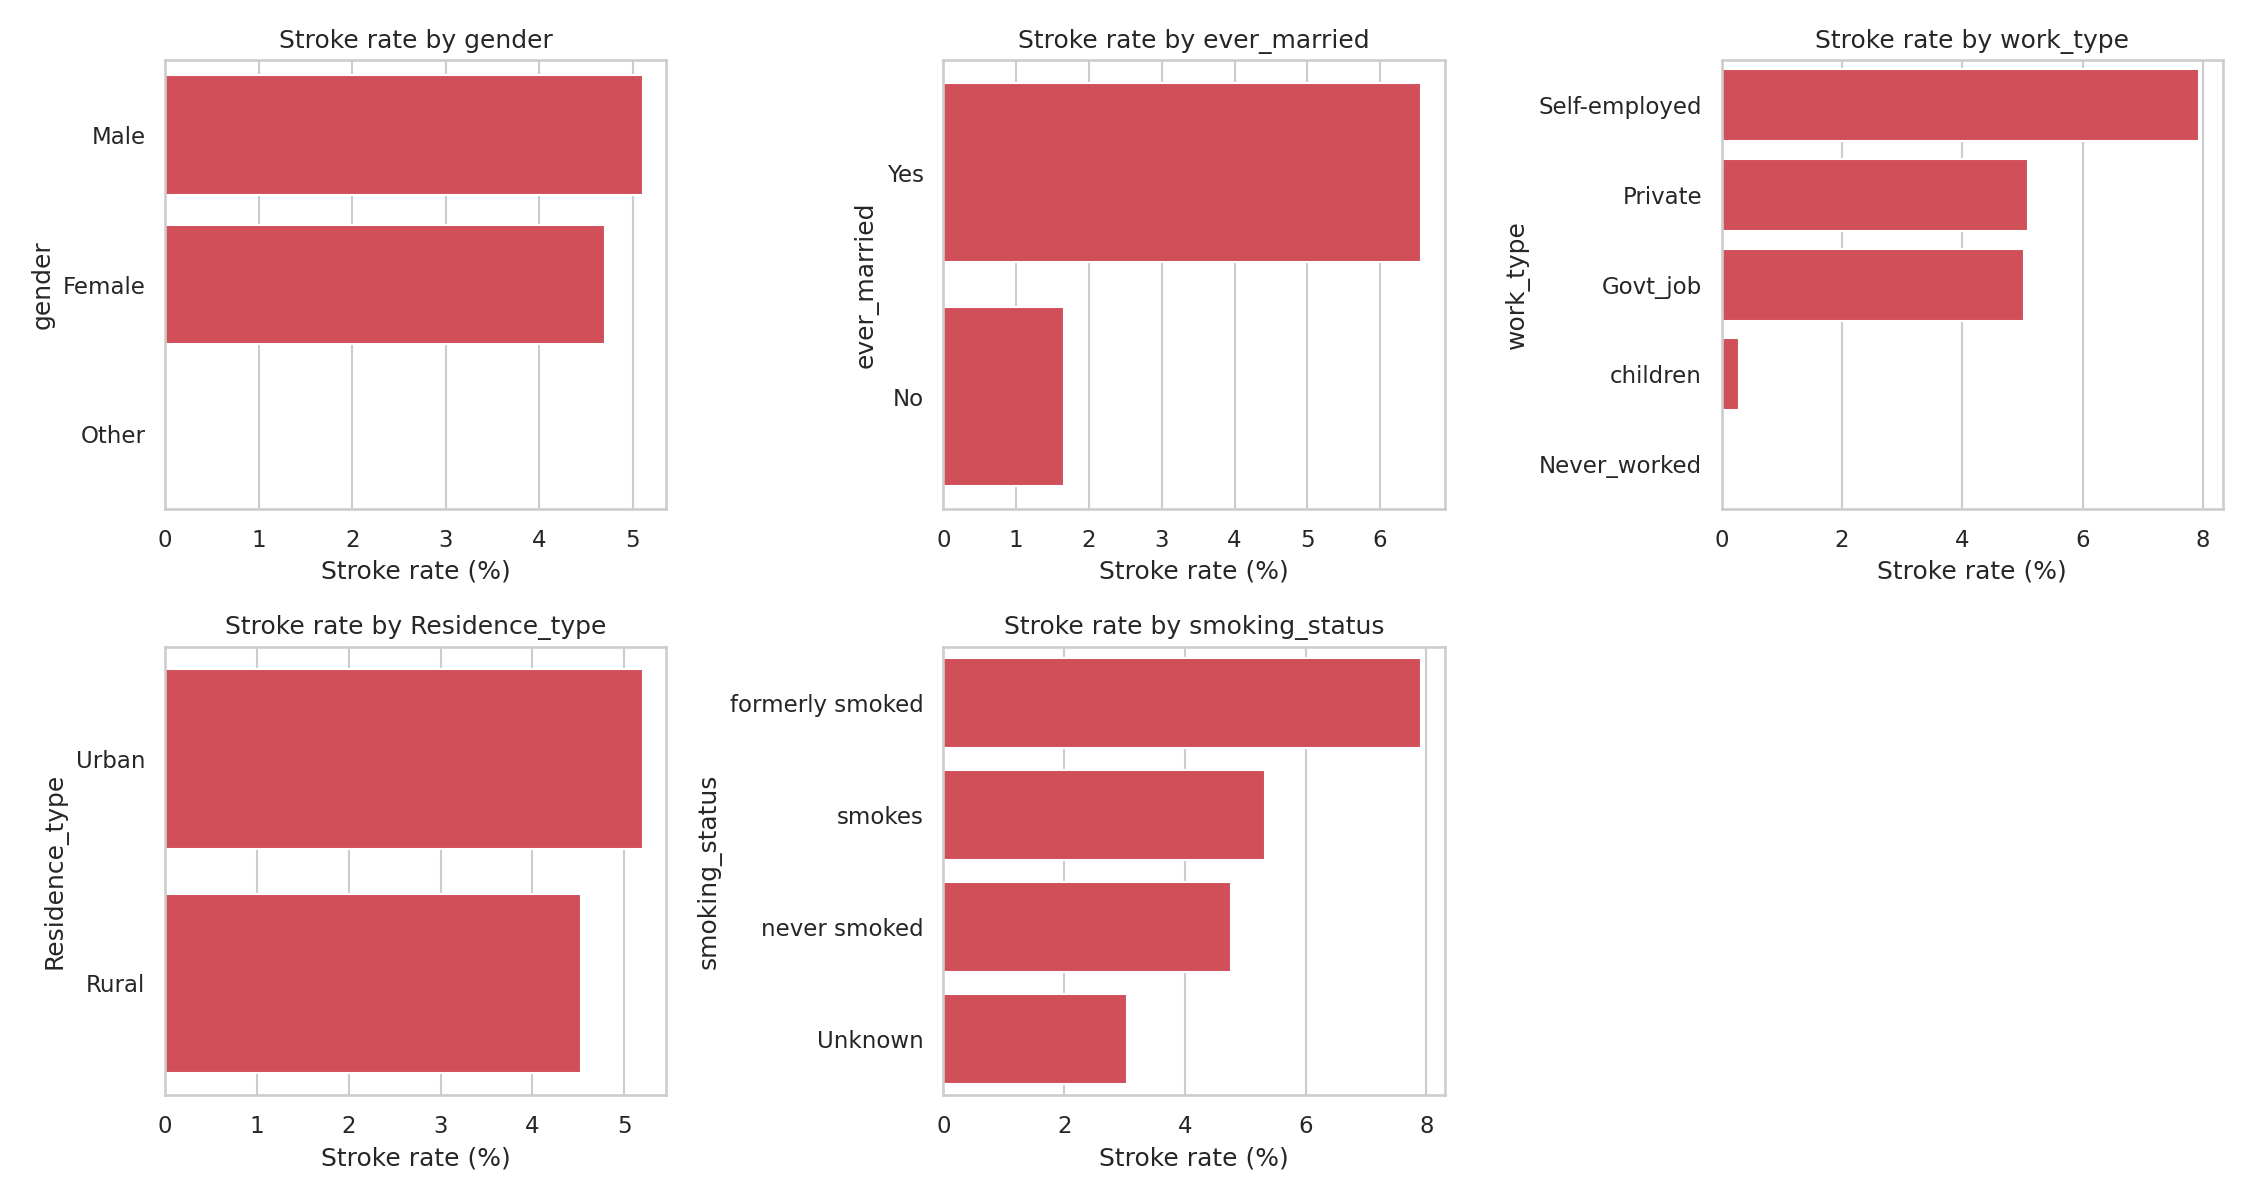 Stroke rate by gender
gender
Male
Female
Other
0 1 2 3 4 5
Stroke rate (%)
Stroke rate by ever_married
ever_married
Yes
No
0 1 2 3 4 5 6
Stroke rate (%)
Stroke rate by work_type
work_type
Self-employed
Private
Govt_job
children
Never_worked
0 2 4 6 8
Stroke rate (%)
Stroke rate by Residence_type
Residence_type
Urban
Rural
0 1 2 3 4 5
Stroke rate (%)
Stroke rate by smoking_status
smoking_status
formerly smoked
smokes
never smoked
Unknown
0 2 4 6 8
Stroke rate (%)